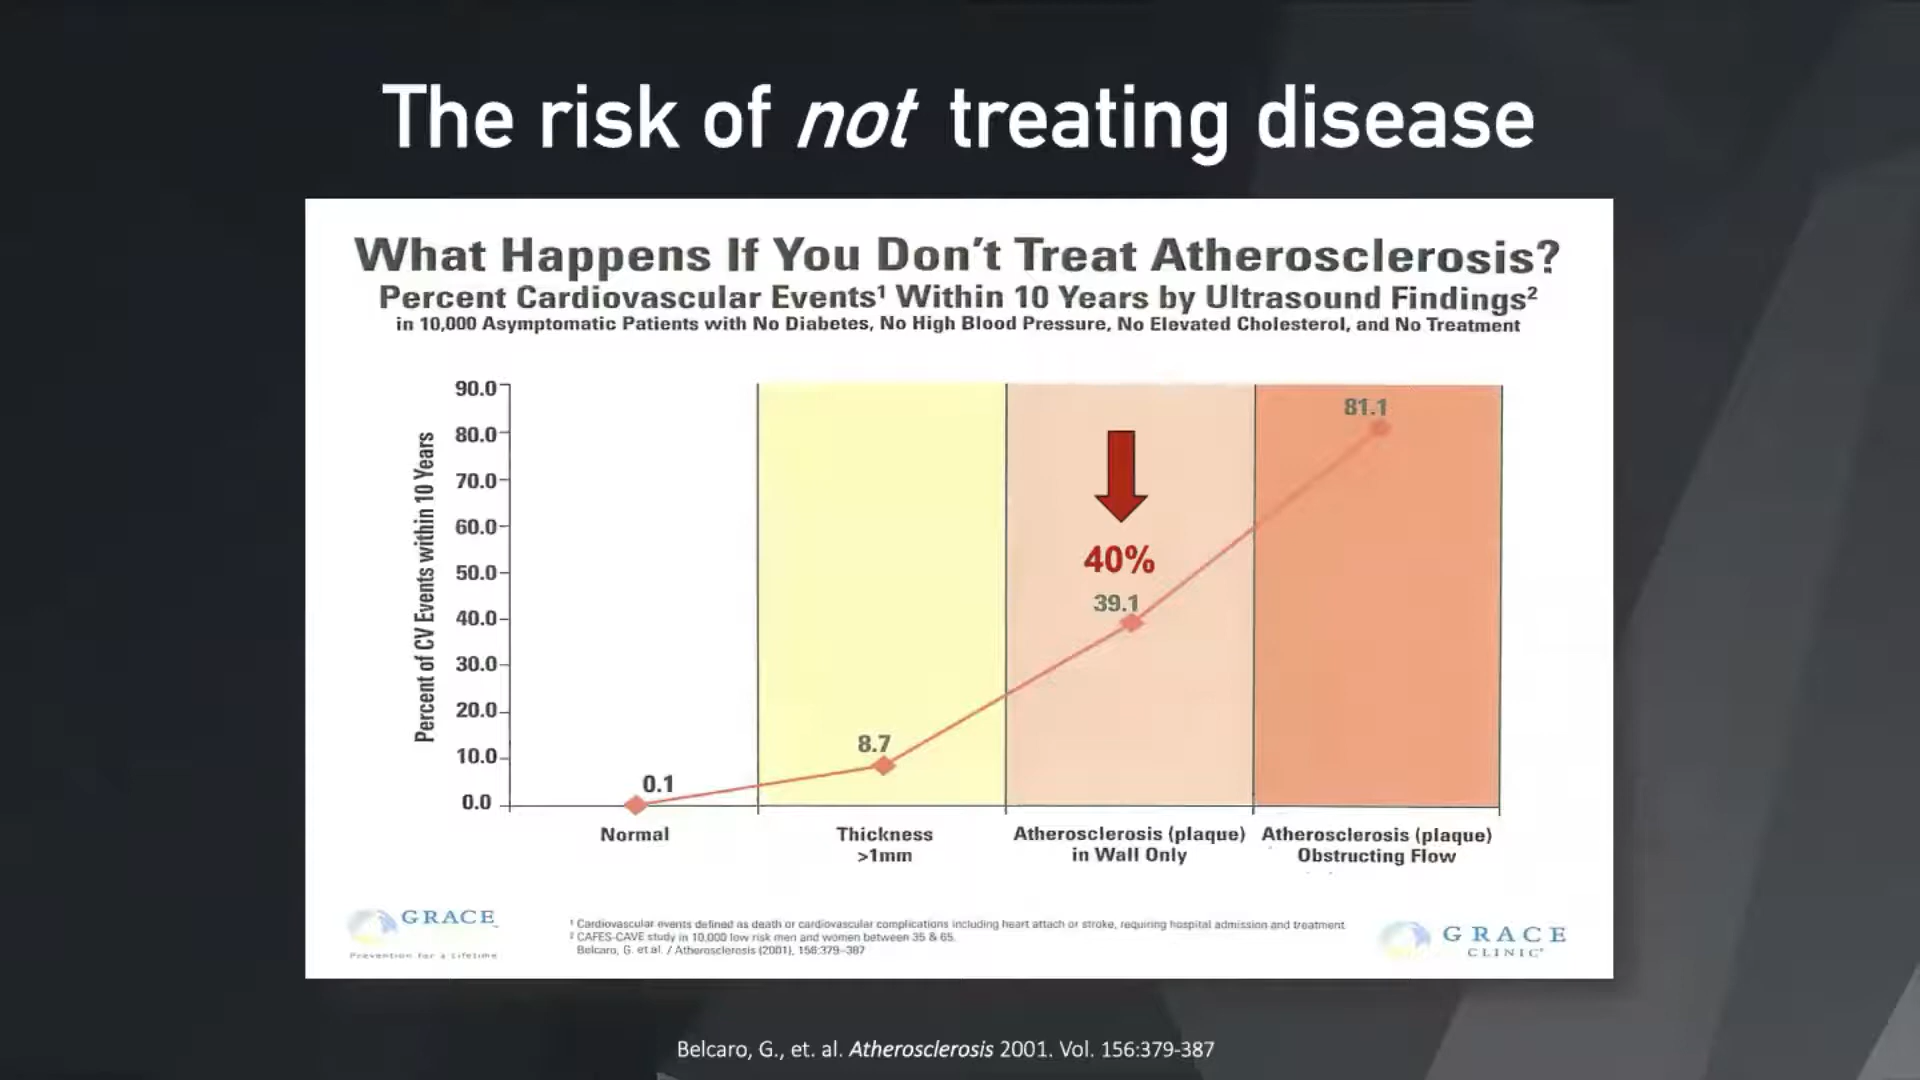 The risk of not treating disease
What Happens If You Don't Treat Atherosclerosis?
Percent Cardiovascular Events¹ Within 10 Years by Ultrasound Findings²
in 10,000 Asymptomatic Patients with No Diabetes, No High Blood Pressure, No Elevated Cholesterol, and No Treatment
Percent of CV Events within 10 Years
90.0
80.0
70.0
60.0
50.0
40.0
30.0
20.0
10.0
0.0
0.1
8.7
40%
39.1
81.1
Normal
Thickness
>1mm
Atherosclerosis (plaque)
in Wall Only
Atherosclerosis (plaque)
Obstructing Flow
GRACE
Prevention for a Lifetime
¹ Cardiovascular events defined as death or cardiovascular complications including heart attach or stroke, requiring hospital admission and treatment
² CAFES-CAVE study in 10,000 low risk men and women between 35 & 65.
Belcaro, G. et al. / Atherosclerosis (2001), 156:379–387
GRACE
CLINIC
Belcaro, G., et. al. Atherosclerosis 2001. Vol. 156:379-387